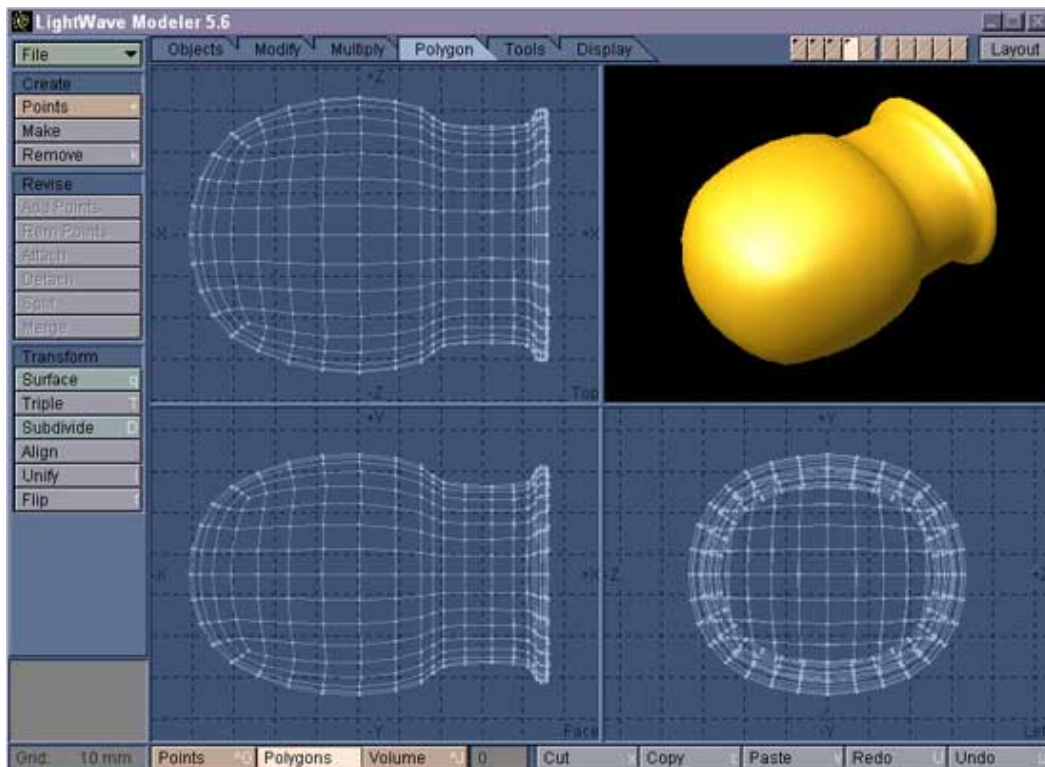 LightWave Modeler 5.6
File Objects Modify Multiply Polygon Tools Display Layout
Create
Points +
Make
Remove k
Revise
Add Points
Rem Points
Attach
Detach
Split
Merge
Transform
Surface q
Triple T
Subdivide D
Align
Unify I
Flip f
+Z
-X +X
-Z
Top
+Y +Y
-X +X -Z +Z
-Y -Y
Face Left
Grid: 10 mm Points ^G Polygons Volume ^J 0 Cut x Copy c Paste v Redo U Undo u